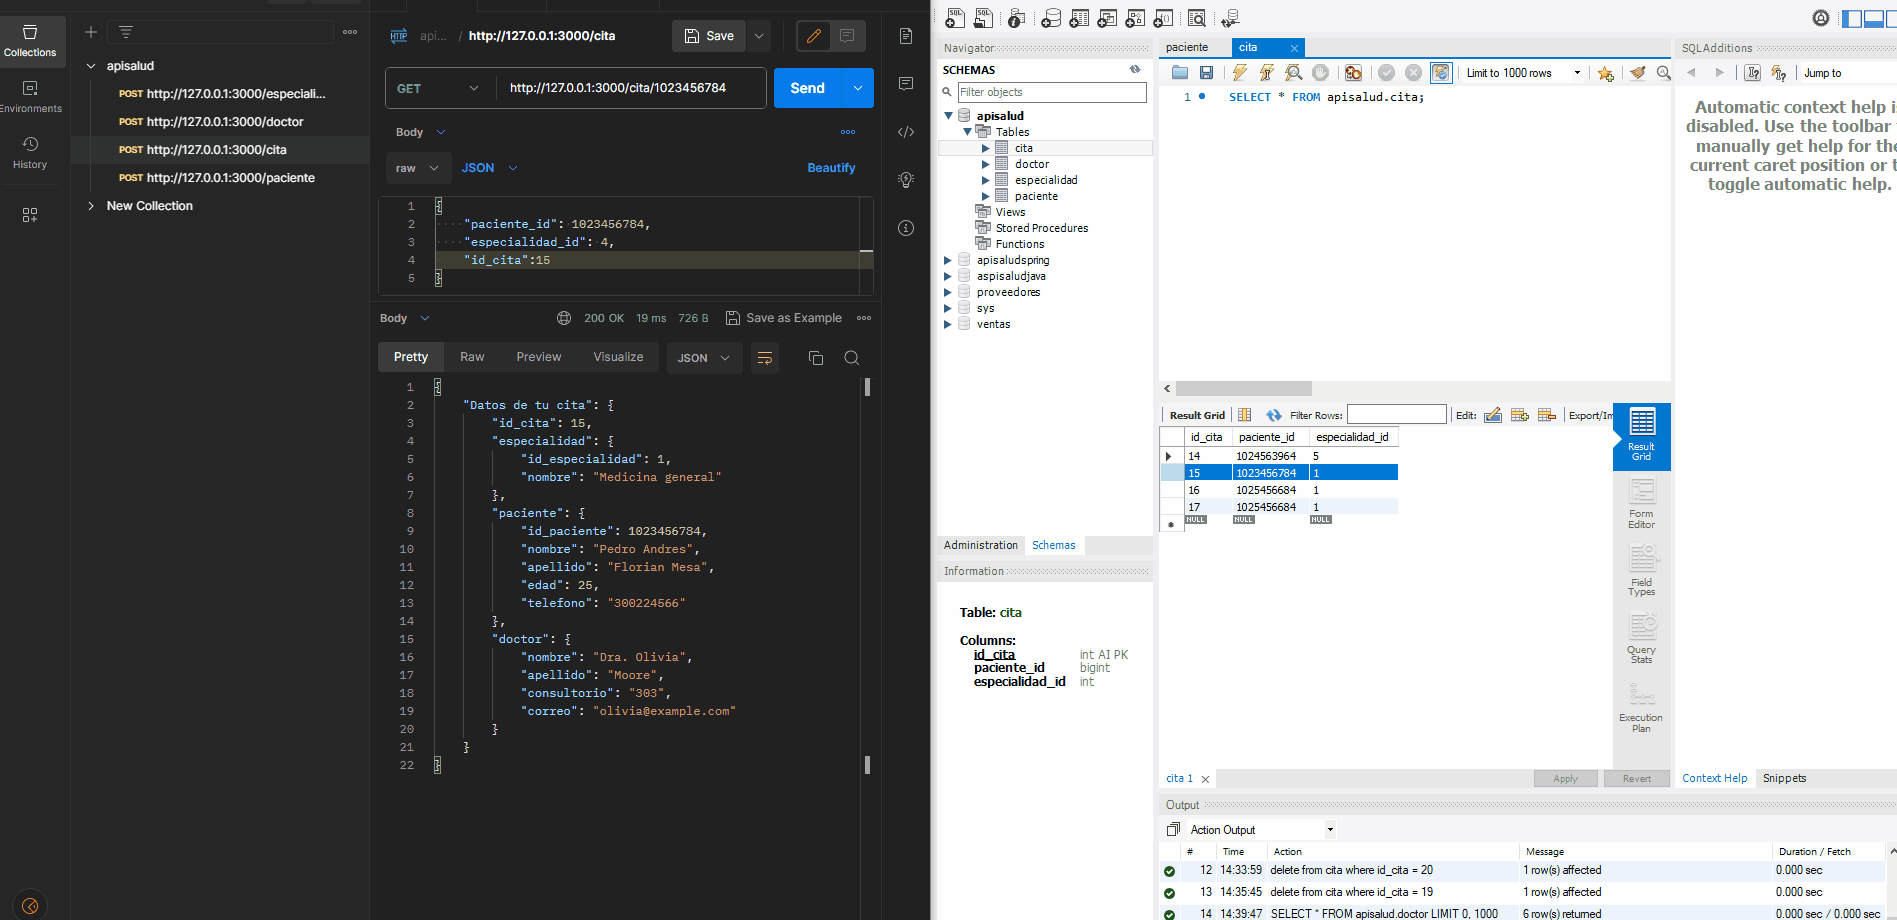 Collections
Environments
History
apisalud
POST http://127.0.0.1:3000/especiali...
POST http://127.0.0.1:3000/doctor
POST http://127.0.0.1:3000/cita
POST http://127.0.0.1:3000/paciente
New Collection
HTTP api... / http://127.0.0.1:3000/cita
Save
GET http://127.0.0.1:3000/cita/1023456784
Send
Body
raw JSON Beautify
1 {
2 "paciente_id": 1023456784,
3 "especialidad_id": 4,
4 "id_cita":15
5 }
Body 200 OK 19 ms 726 B Save as Example
Pretty Raw Preview Visualize JSON
1 {
2 "Datos de tu cita": {
3 "id_cita": 15,
4 "especialidad": {
5 "id_especialidad": 1,
6 "nombre": "Medicina general"
7 },
8 "paciente": {
9 "id_paciente": 1023456784,
10 "nombre": "Pedro Andres",
11 "apellido": "Florian Mesa",
12 "edad": 25,
13 "telefono": "300224566"
14 },
15 "doctor": {
16 "nombre": "Dra. Olivia",
17 "apellido": "Moore",
18 "consultorio": "303",
19 "correo": "olivia@example.com"
20 }
21 }
22 }
Navigator
SCHEMAS
Filter objects
apisalud
Tables
cita
doctor
especialidad
paciente
Views
Stored Procedures
Functions
apisaludspring
aspisaludjava
proveedores
sys
ventas
Administration Schemas
Information
Table: cita
Columns:
id_cita int AI PK
paciente_id bigint
especialidad_id int
paciente cita
Limit to 1000 rows
1 SELECT * FROM apisalud.cita;
Result Grid Filter Rows: Edit: Export/Im
id_cita paciente_id especialidad_id
14 1024563964 5
15 1023456784 1
16 1025456684 1
17 1025456684 1
NULL NULL NULL
Result
Grid
Form
Editor
Field
Types
Query
Stats
Execution
Plan
cita 1
Apply Revert
SQLAdditions
Jump to
Automatic context help i
disabled. Use the toolbar
manually get help for the
current caret position or t
toggle automatic help.
Context Help Snippets
Output
Action Output
# Time Action Message Duration / Fetch
12 14:33:59 delete from cita where id_cita = 20 1 row(s) affected 0.000 sec
13 14:35:45 delete from cita where id_cita = 19 1 row(s) affected 0.000 sec
14 14:39:47 SELECT * FROM apisalud.doctor LIMIT 0, 1000 6 row(s) returned 0.000 sec / 0.000 sec